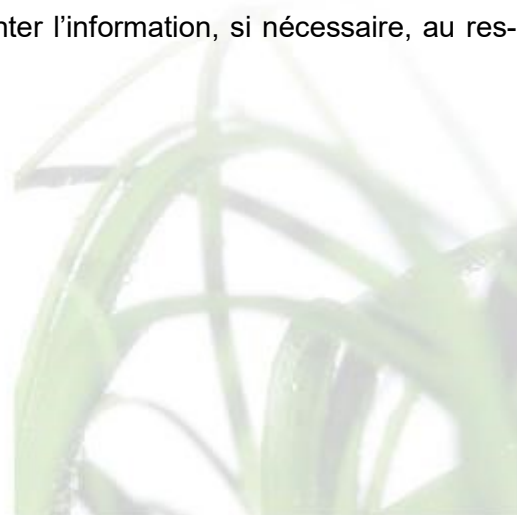 nter l’information, si nécessaire, au res-